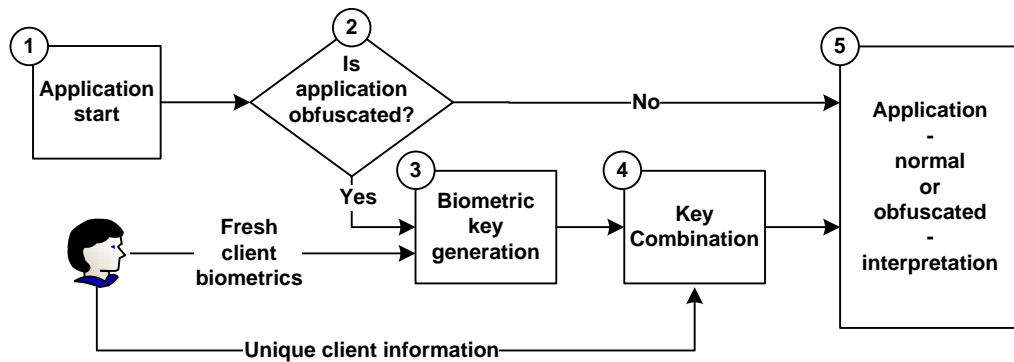 1
Application
start
2
Is
application
obfuscated?
No
Yes
3
Biometric
key
generation
4
Key
Combination
5
Application
-
normal
or
obfuscated
-
interpretation
Fresh
client
biometrics
Unique client information